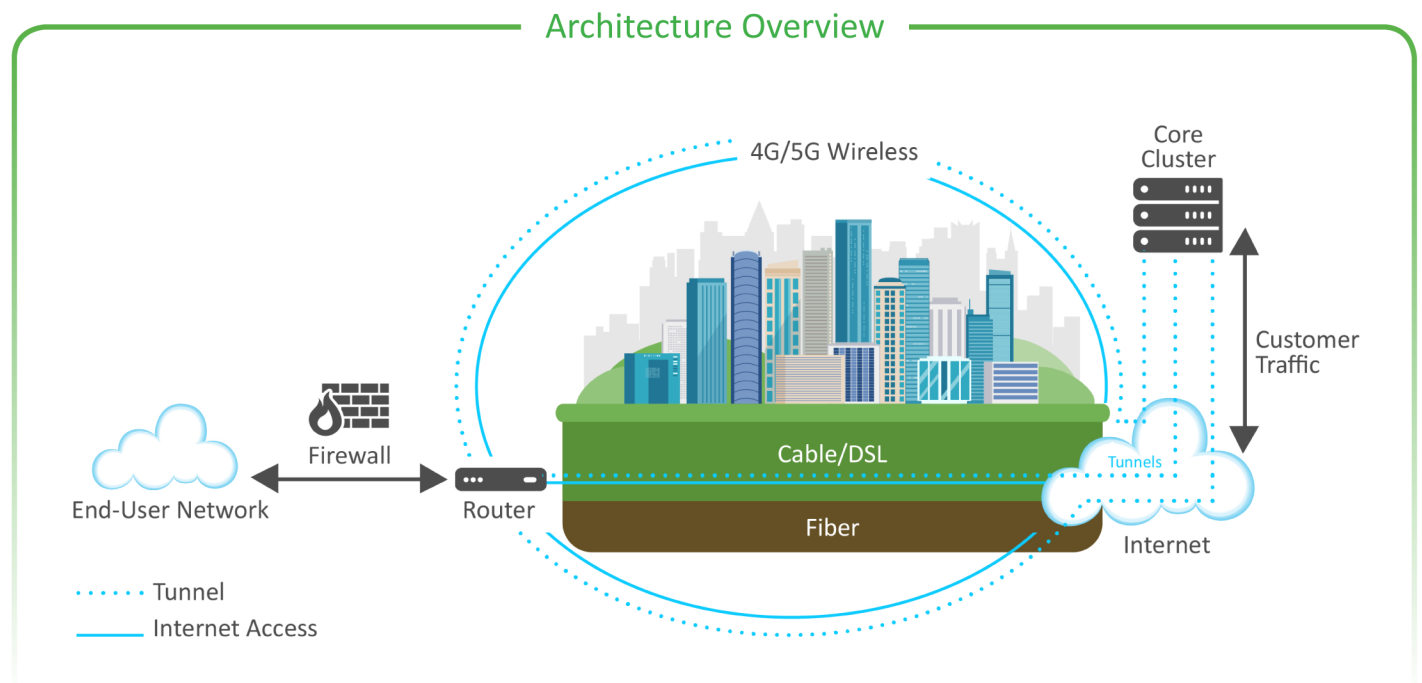 Architecture Overview
4G/5G Wireless
Core
Cluster
Customer
Traffic
Firewall
Cable/DSL
Tunnels
End-User Network
Router
Fiber
Internet
Tunnel
Internet Access